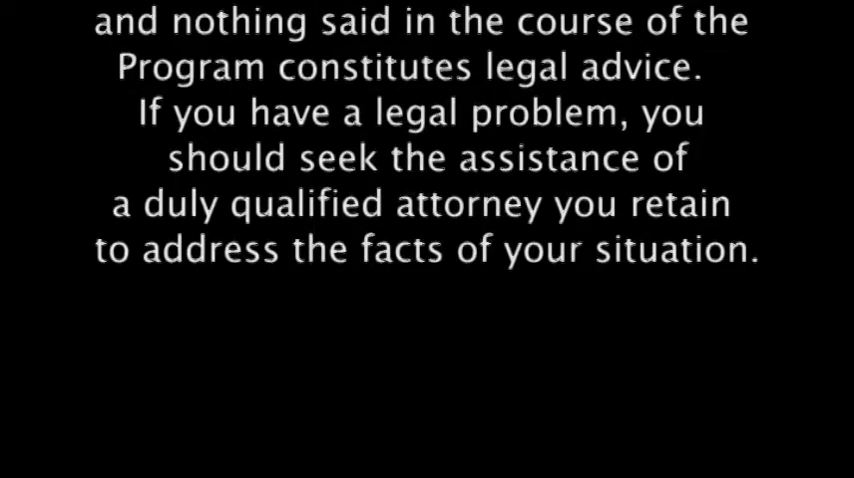 and nothing said in the course of the
Program constitutes legal advice.
If you have a legal problem, you
should seek the assistance of
a duly qualified attorney you retain
to address the facts of your situation.